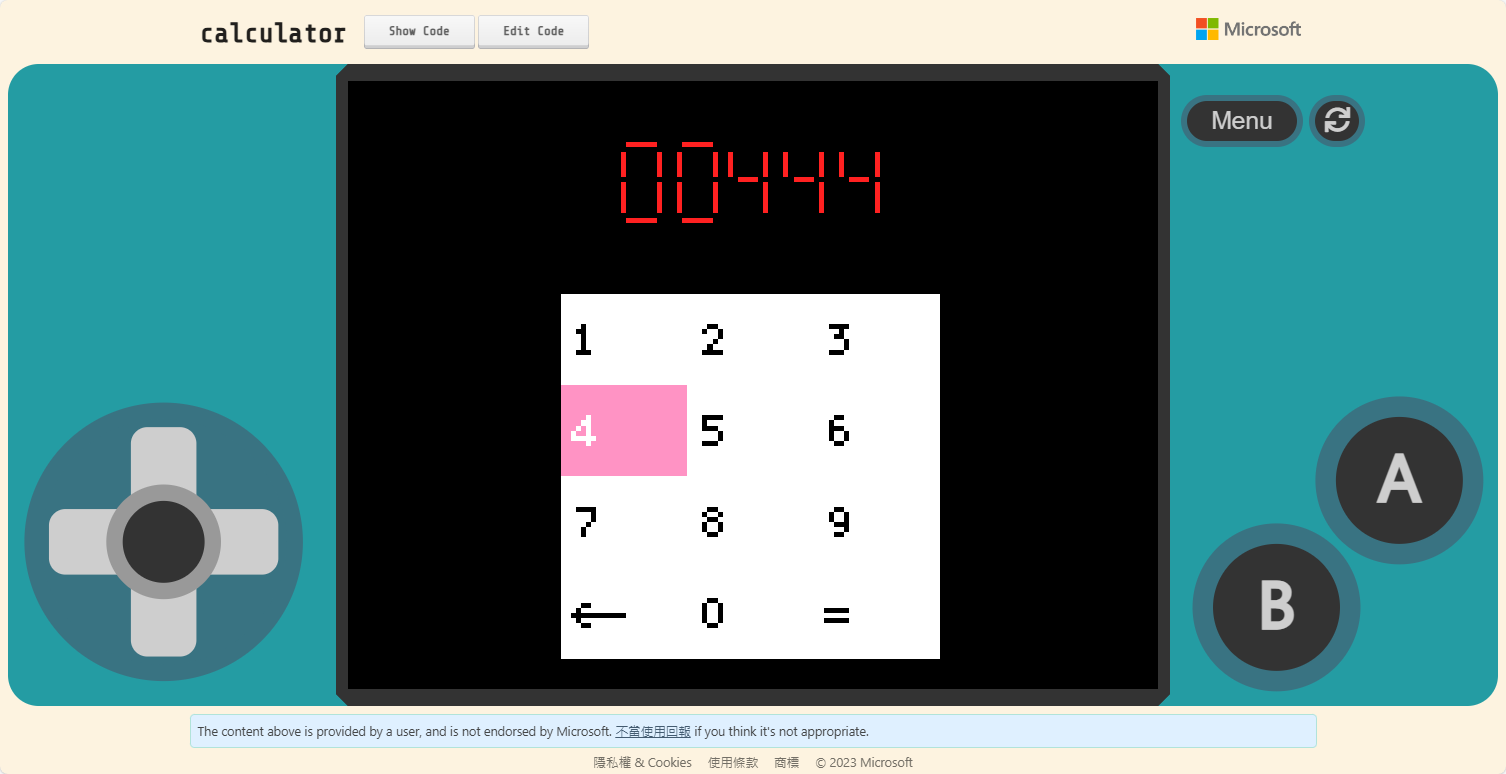 calculator Show Code Edit Code Microsoft
Menu
00444
1 2 3
4 5 6
7 8 9
← 0 =
A
B
The content above is provided by a user, and is not endorsed by Microsoft. 不當使用回報 if you think it's not appropriate.
隱私權 & Cookies 使用條款 商標 © 2023 Microsoft